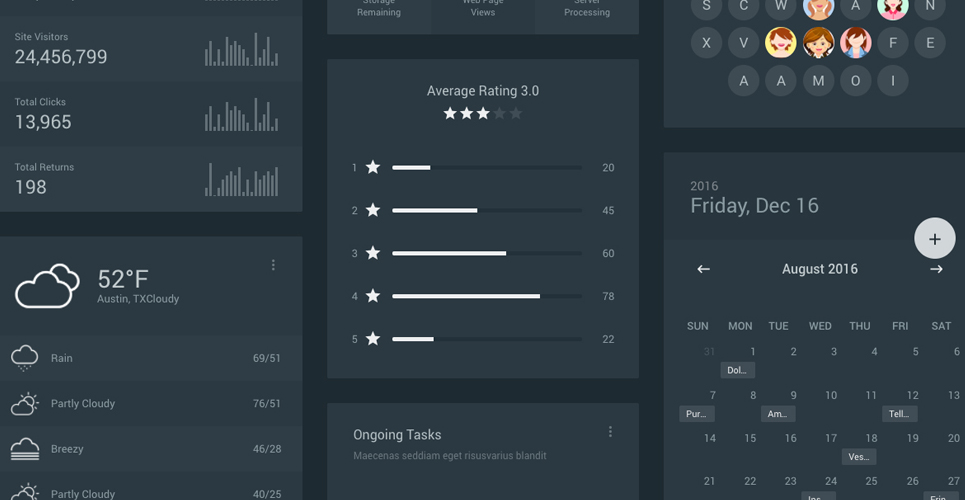 Site Visitors
24,456,799
Total Clicks
13,965
Total Returns
198
52°F
Austin, TXCloudy
Rain 69/51
Partly Cloudy 76/51
Breezy 46/28
Partly Cloudy 40/25
Storage Web Page Server
Remaining Views Processing
Average Rating 3.0
1 20
2 45
3 60
4 78
5 22
Ongoing Tasks
Maecenas seddiam eget risusvarius blandit
S C W A N
X V F E
A A M O I
2016
Friday, Dec 16
+
August 2016
SUN MON TUE WED THU FRI SAT
31 1 2 3 4 5 6
Dol...
7 8 9 10 11 12 13
Pur... Am... Tell...
14 15 16 17 18 19 20
Ves...
21 22 23 24 25 26 27